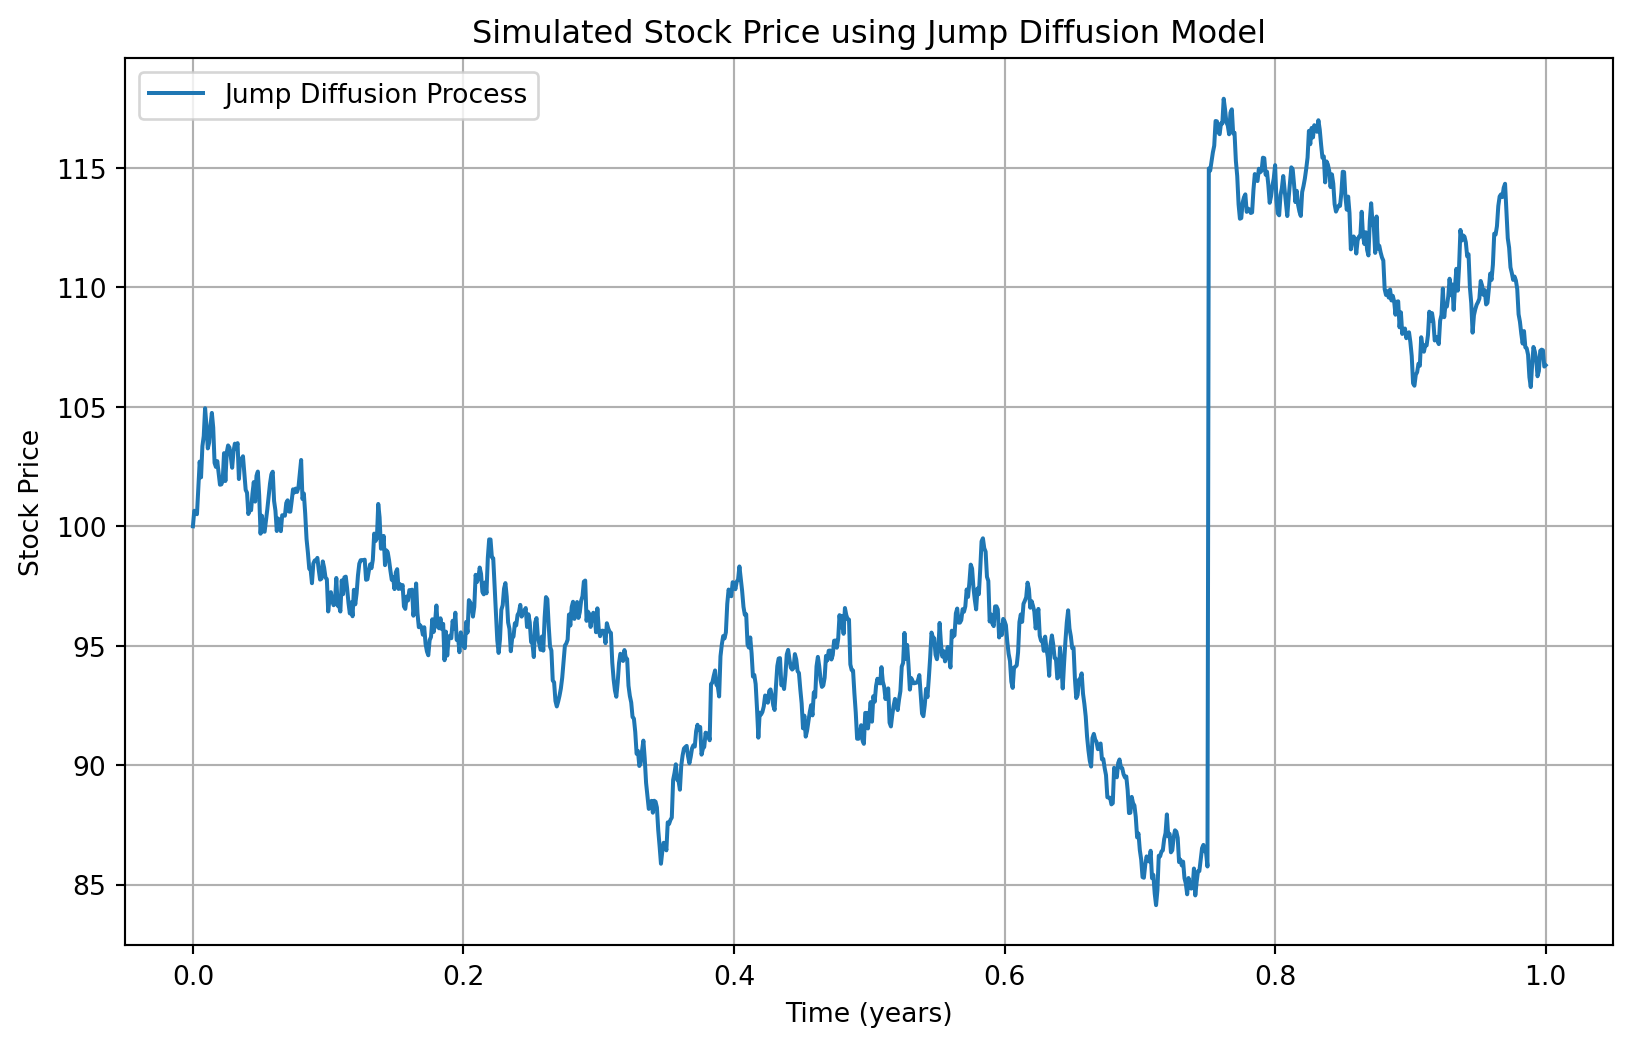 Simulated Stock Price using Jump Diffusion Model
Jump Diffusion Process
Stock Price
115
110
105
100
95
90
85
0.0 0.2 0.4 0.6 0.8 1.0
Time (years)